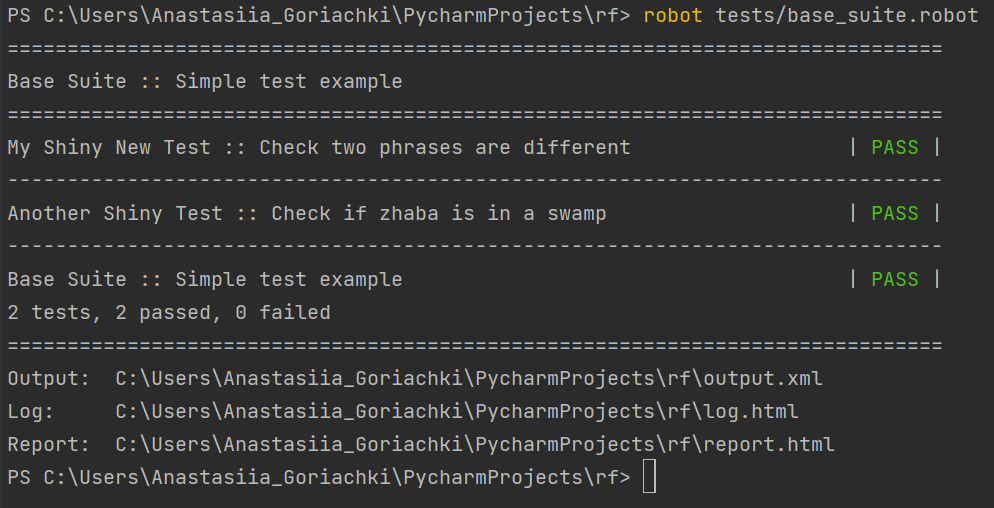 PS C:\Users\Anastasiia_Goriachki\PycharmProjects\rf> robot tests/base_suite.robot
==============================================================================
Base Suite :: Simple test example
==============================================================================
My Shiny New Test :: Check two phrases are different                  | PASS |
------------------------------------------------------------------------------
Another Shiny Test :: Check if zhaba is in a swamp                    | PASS |
------------------------------------------------------------------------------
Base Suite :: Simple test example                                     | PASS |
2 tests, 2 passed, 0 failed
==============================================================================
Output:  C:\Users\Anastasiia_Goriachki\PycharmProjects\rf\output.xml
Log:     C:\Users\Anastasiia_Goriachki\PycharmProjects\rf\log.html
Report:  C:\Users\Anastasiia_Goriachki\PycharmProjects\rf\report.html
PS C:\Users\Anastasiia_Goriachki\PycharmProjects\rf>